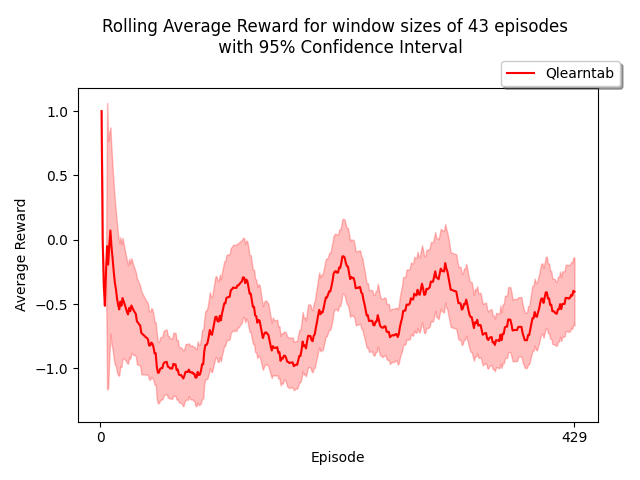 Rolling Average Reward for window sizes of 43 episodes
with 95% Confidence Interval
Qlearntab
1.0
0.5
0.0
−0.5
−1.0
Average Reward
0
429
Episode